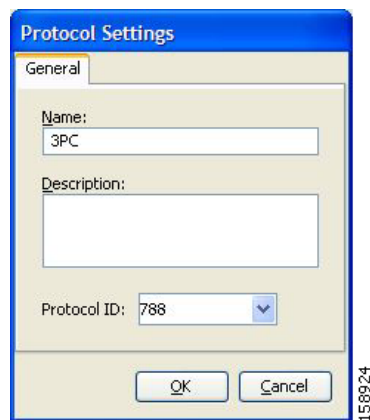 Protocol Settings
General
Name:
3PC
Description:
Protocol ID: 788
OK Cancel
158924